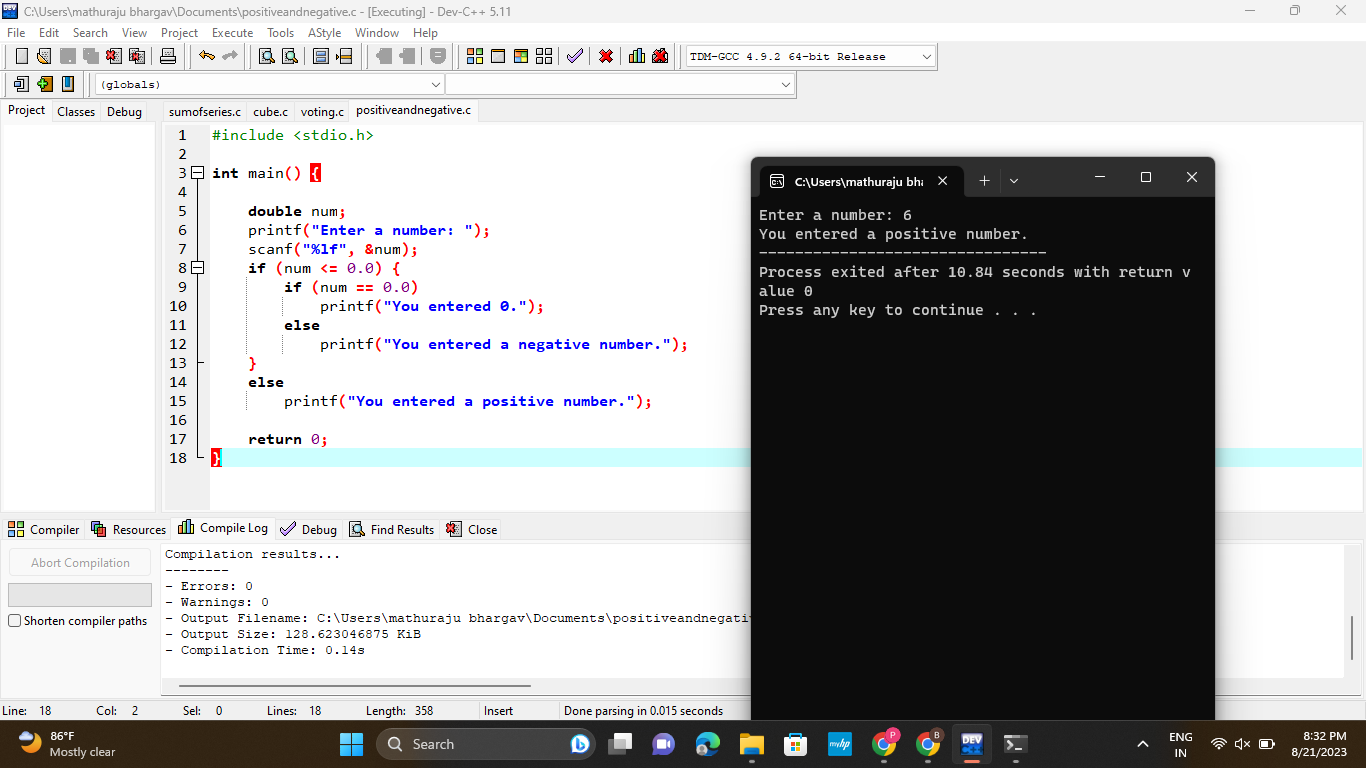 C:\Users\mathuraju bhargav\Documents\positiveandnegative.c - [Executing] - Dev-C++ 5.11
File Edit Search View Project Execute Tools AStyle Window Help
TDM-GCC 4.9.2 64-bit Release
(globals)
Project Classes Debug sumofseries.c cube.c voting.c positiveandnegative.c
1 #include <stdio.h>
2
3 int main() {
4
5 double num;
6 printf("Enter a number: ");
7 scanf("%lf", &num);
8 if (num <= 0.0) {
9 if (num == 0.0)
10 printf("You entered 0.");
11 else
12 printf("You entered a negative number.");
13 }
14 else
15 printf("You entered a positive number.");
16
17 return 0;
18 }
C:\Users\mathuraju bha
Enter a number: 6
You entered a positive number.
--------------------------------
Process exited after 10.84 seconds with return v
alue 0
Press any key to continue . . .
Compiler Resources Compile Log Debug Find Results Close
Abort Compilation
Shorten compiler paths
Compilation results...
--------
- Errors: 0
- Warnings: 0
- Output Filename: C:\Users\mathuraju bhargav\Documents\positiveandnegati
- Output Size: 128.623046875 KiB
- Compilation Time: 0.14s
Line: 18 Col: 2 Sel: 0 Lines: 18 Length: 358 Insert Done parsing in 0.015 seconds
86°F
Mostly clear
Search
myhp
P
B
DEV
ENG
IN
8:32 PM
8/21/2023